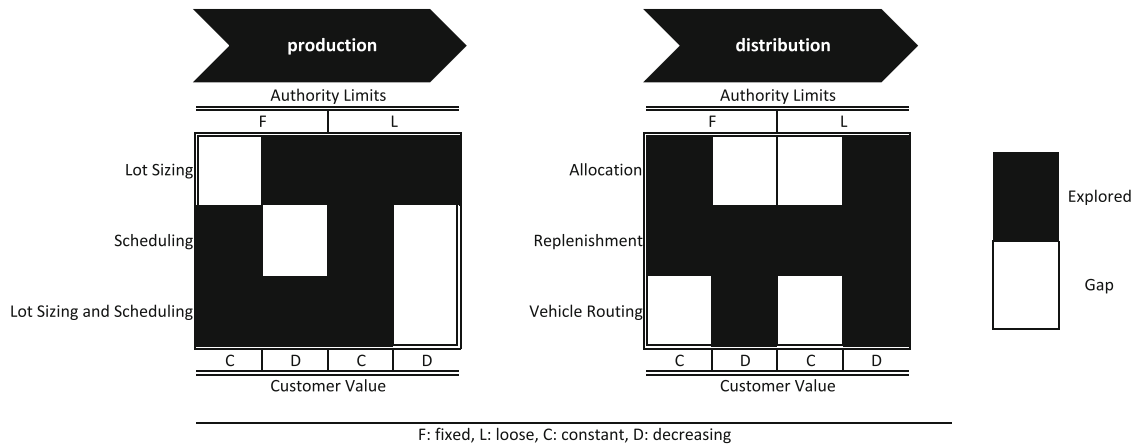 production distribution
Authority Limits Authority Limits
F L F L
Lot Sizing Allocation
Explored
Scheduling Replenishment
Gap
Lot Sizing and Scheduling Vehicle Routing
C D C D C D C D
Customer Value Customer Value
F: fixed, L: loose, C: constant, D: decreasing